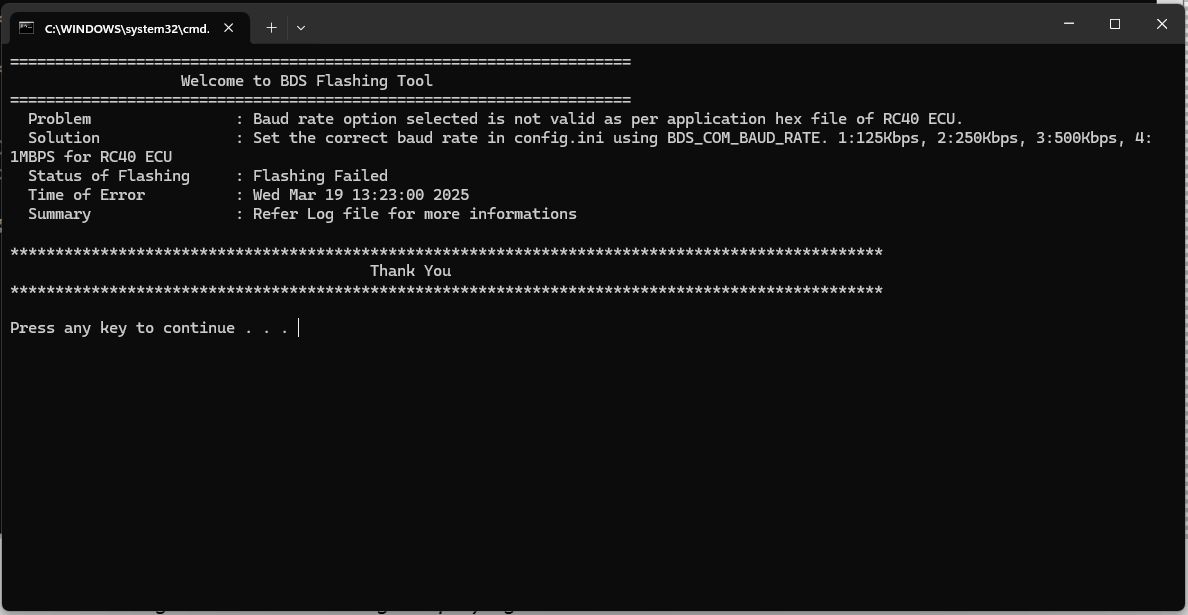 C:\WINDOWS\system32\cmd.
=====================================================================
Welcome to BDS Flashing Tool
=====================================================================
Problem : Baud rate option selected is not valid as per application hex file of RC40 ECU.
Solution : Set the correct baud rate in config.ini using BDS_COM_BAUD_RATE. 1:125Kbps, 2:250Kbps, 3:500Kbps, 4:
1MBPS for RC40 ECU
Status of Flashing : Flashing Failed
Time of Error : Wed Mar 19 13:23:00 2025
Summary : Refer Log file for more informations
*************************************************************************************************
Thank You
*************************************************************************************************
Press any key to continue . . .